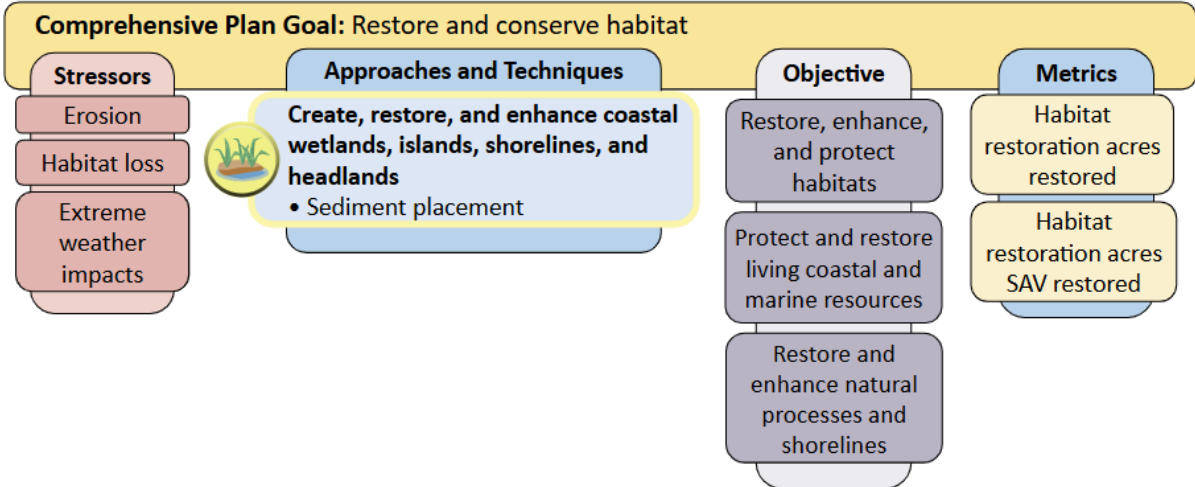 Comprehensive Plan Goal: Restore and conserve habitat
Stressors
Erosion
Habitat loss
Extreme
weather
impacts
Approaches and Techniques
Create, restore, and enhance coastal
wetlands, islands, shorelines, and
headlands
• Sediment placement
Objective
Restore, enhance,
and protect
habitats
Protect and restore
living coastal and
marine resources
Restore and
enhance natural
processes and
shorelines
Metrics
Habitat
restoration acres
restored
Habitat
restoration acres
SAV restored